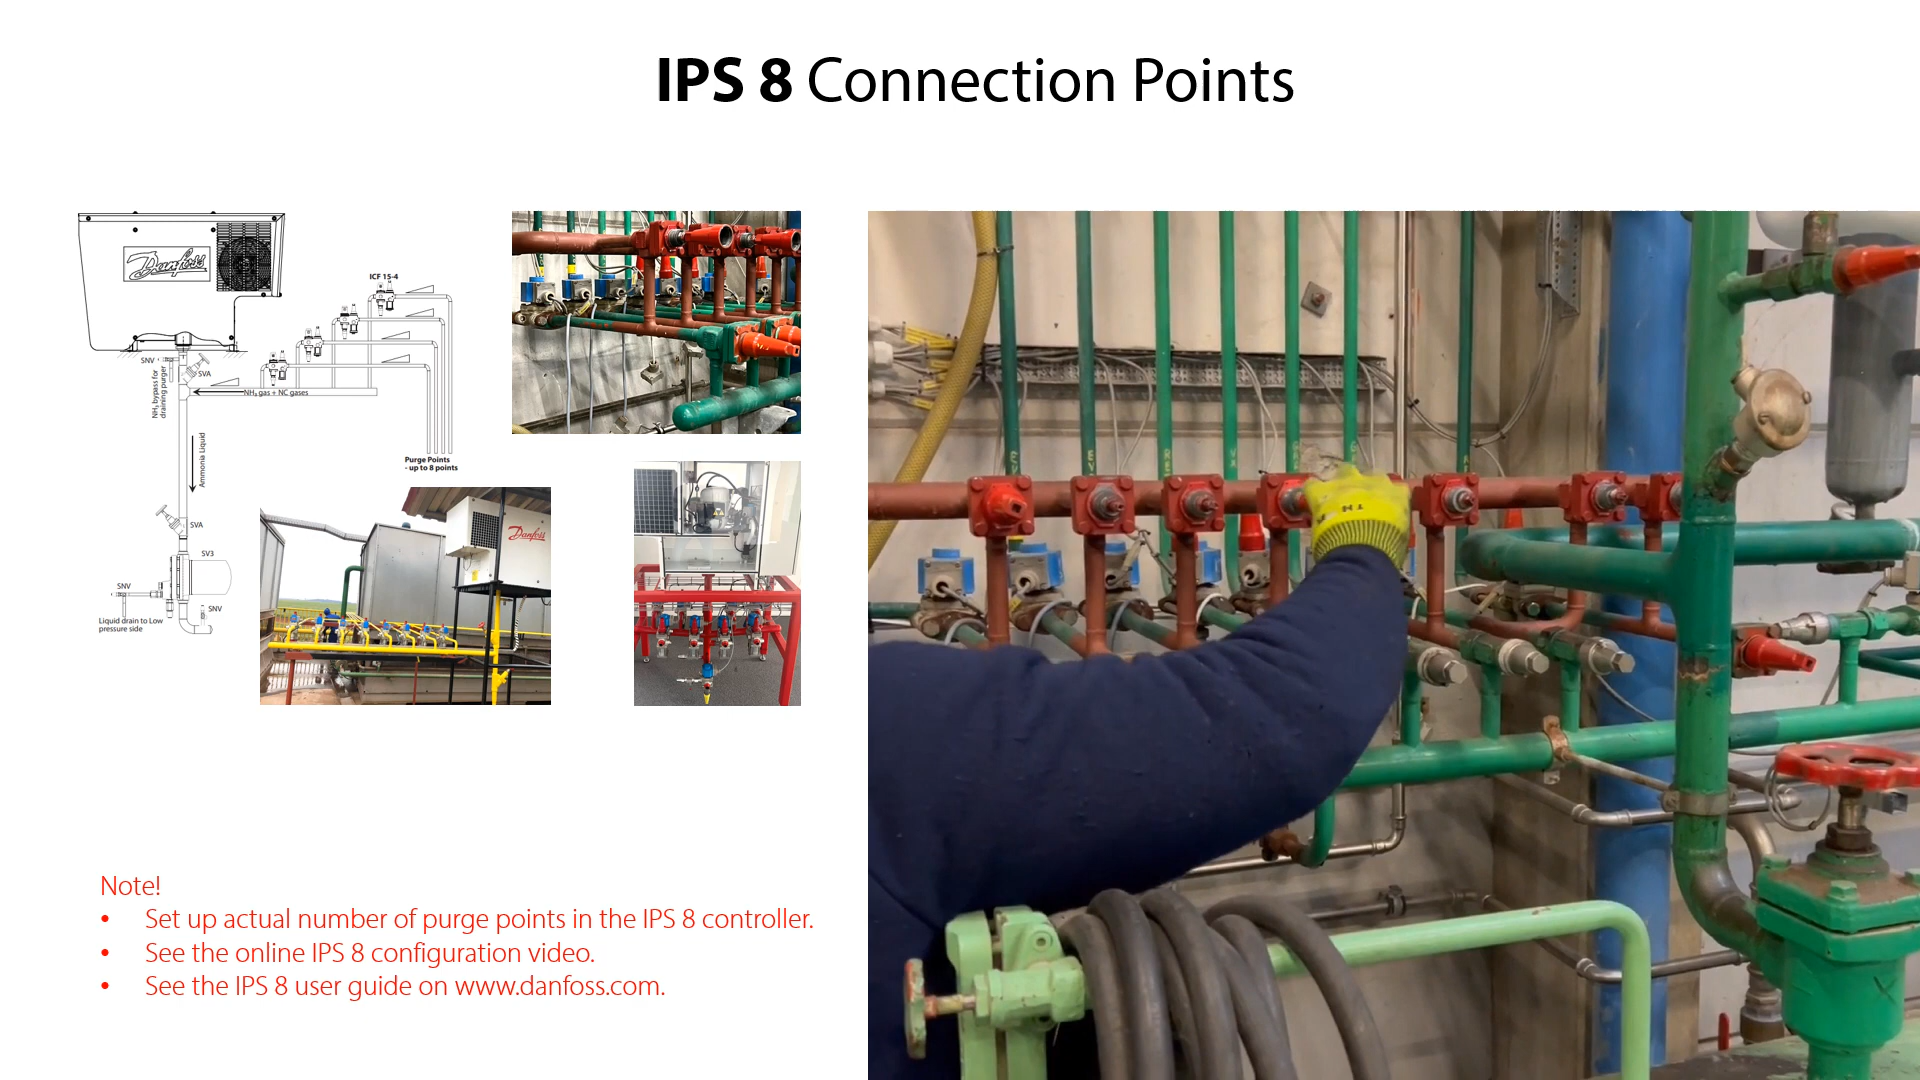 IPS 8 Connection Points
Danfoss
ICF 15-4
SNV
SVA
NH₃ bypass for
draining purger
NH₃ gas + NC gases
Ammonia Liquid
Purge Points
- up to 8 points
SVA
SV3
SNV
SNV
Liquid drain to Low
pressure side
Danfoss
Note!
• Set up actual number of purge points in the IPS 8 controller.
• See the online IPS 8 configuration video.
• See the IPS 8 user guide on www.danfoss.com.